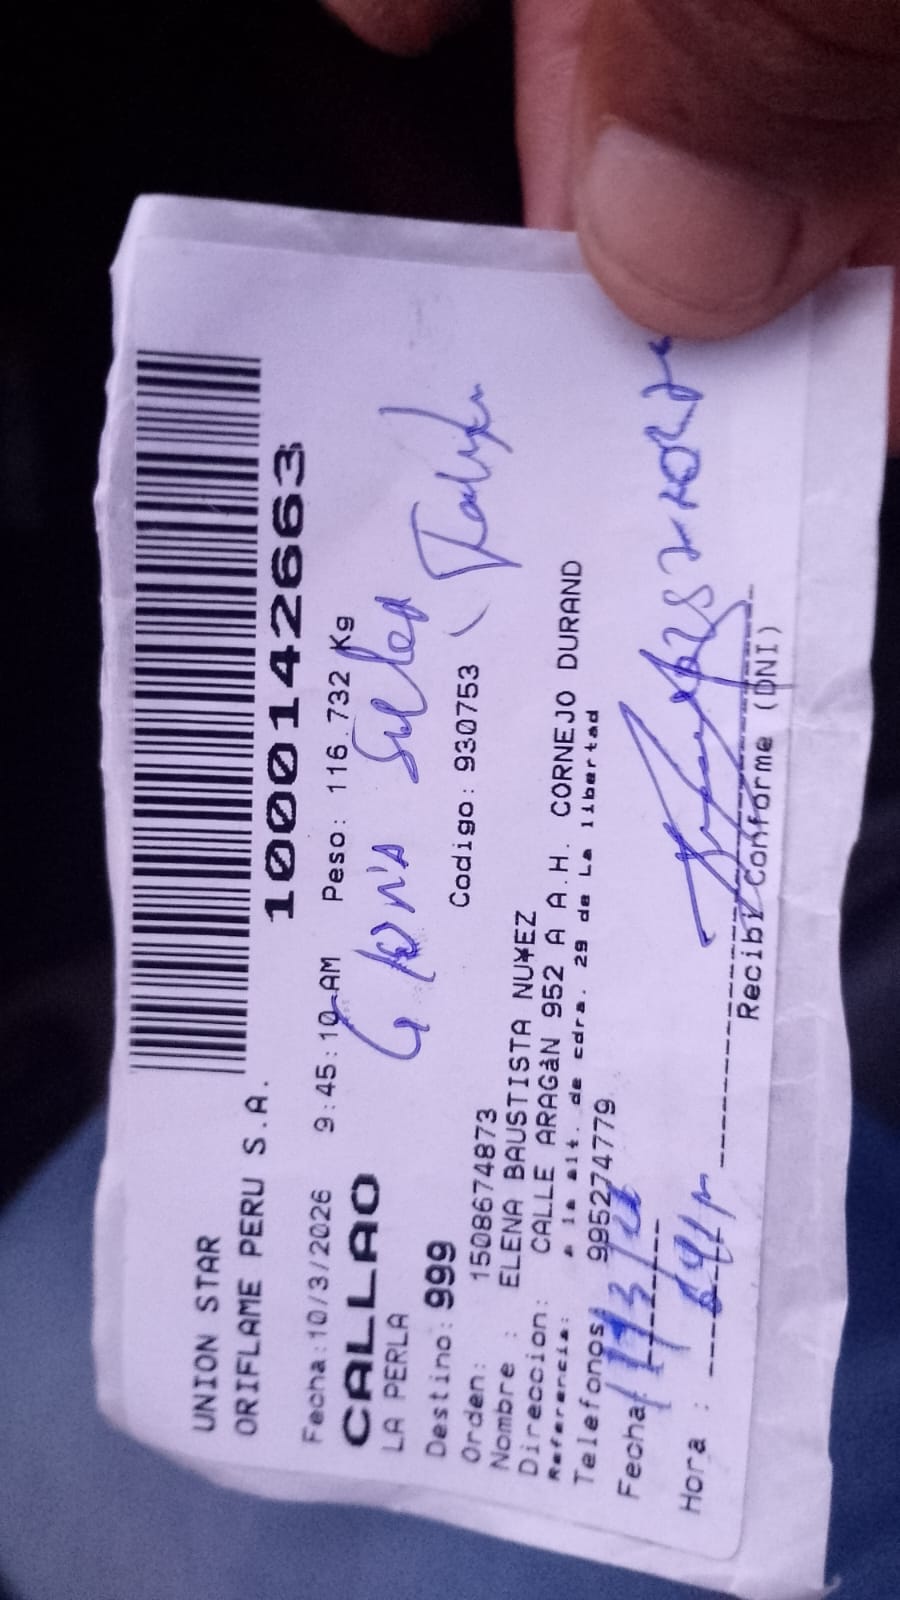 1000142663
UNION STAR
ORIFLAME PERU S.A.
Fecha:10/3/2026 9:45:10 AM Peso: 116.732 Kg
CALLAO
LA PERLA
Destino: 999
Orden: 1508674873 Codigo: 930753
Nombre : ELENA BAUSTISTA NU¥EZ
Direccion: CALLE ARAGàN 952 A A.H. CORNEJO DURAND
Referencia: a la alt. de cdra. 29 de La libertad
Telefonos: 995274779
Fecha
Hora :
Recibi Conforme (DNI)